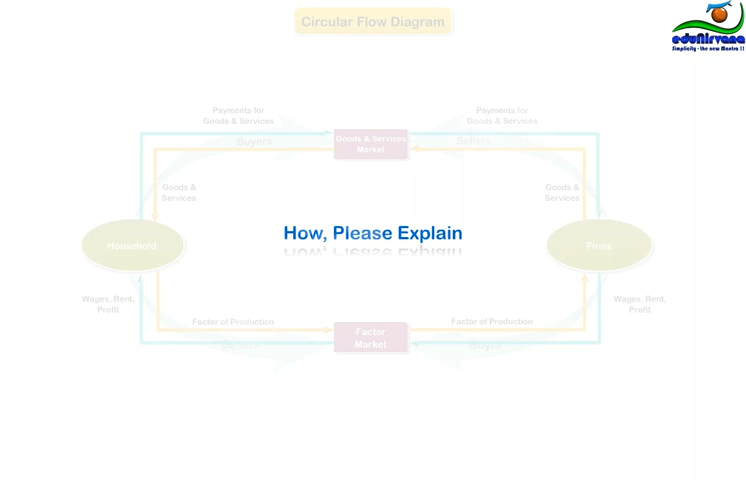 Circular Flow Diagram
eduNirvana
Simplicity - the new Mantra !!
Payments for
Goods & Services
Payments for
Goods & Services
Buyers
Goods & Services
Market
Sellers
Goods &
Services
Goods &
Services
How, Please Explain
Household
Firms
Wages, Rent,
Profit
Wages, Rent,
Profit
Factor of Production
Factor of Production
Factor
Market
Sellers
Buyer